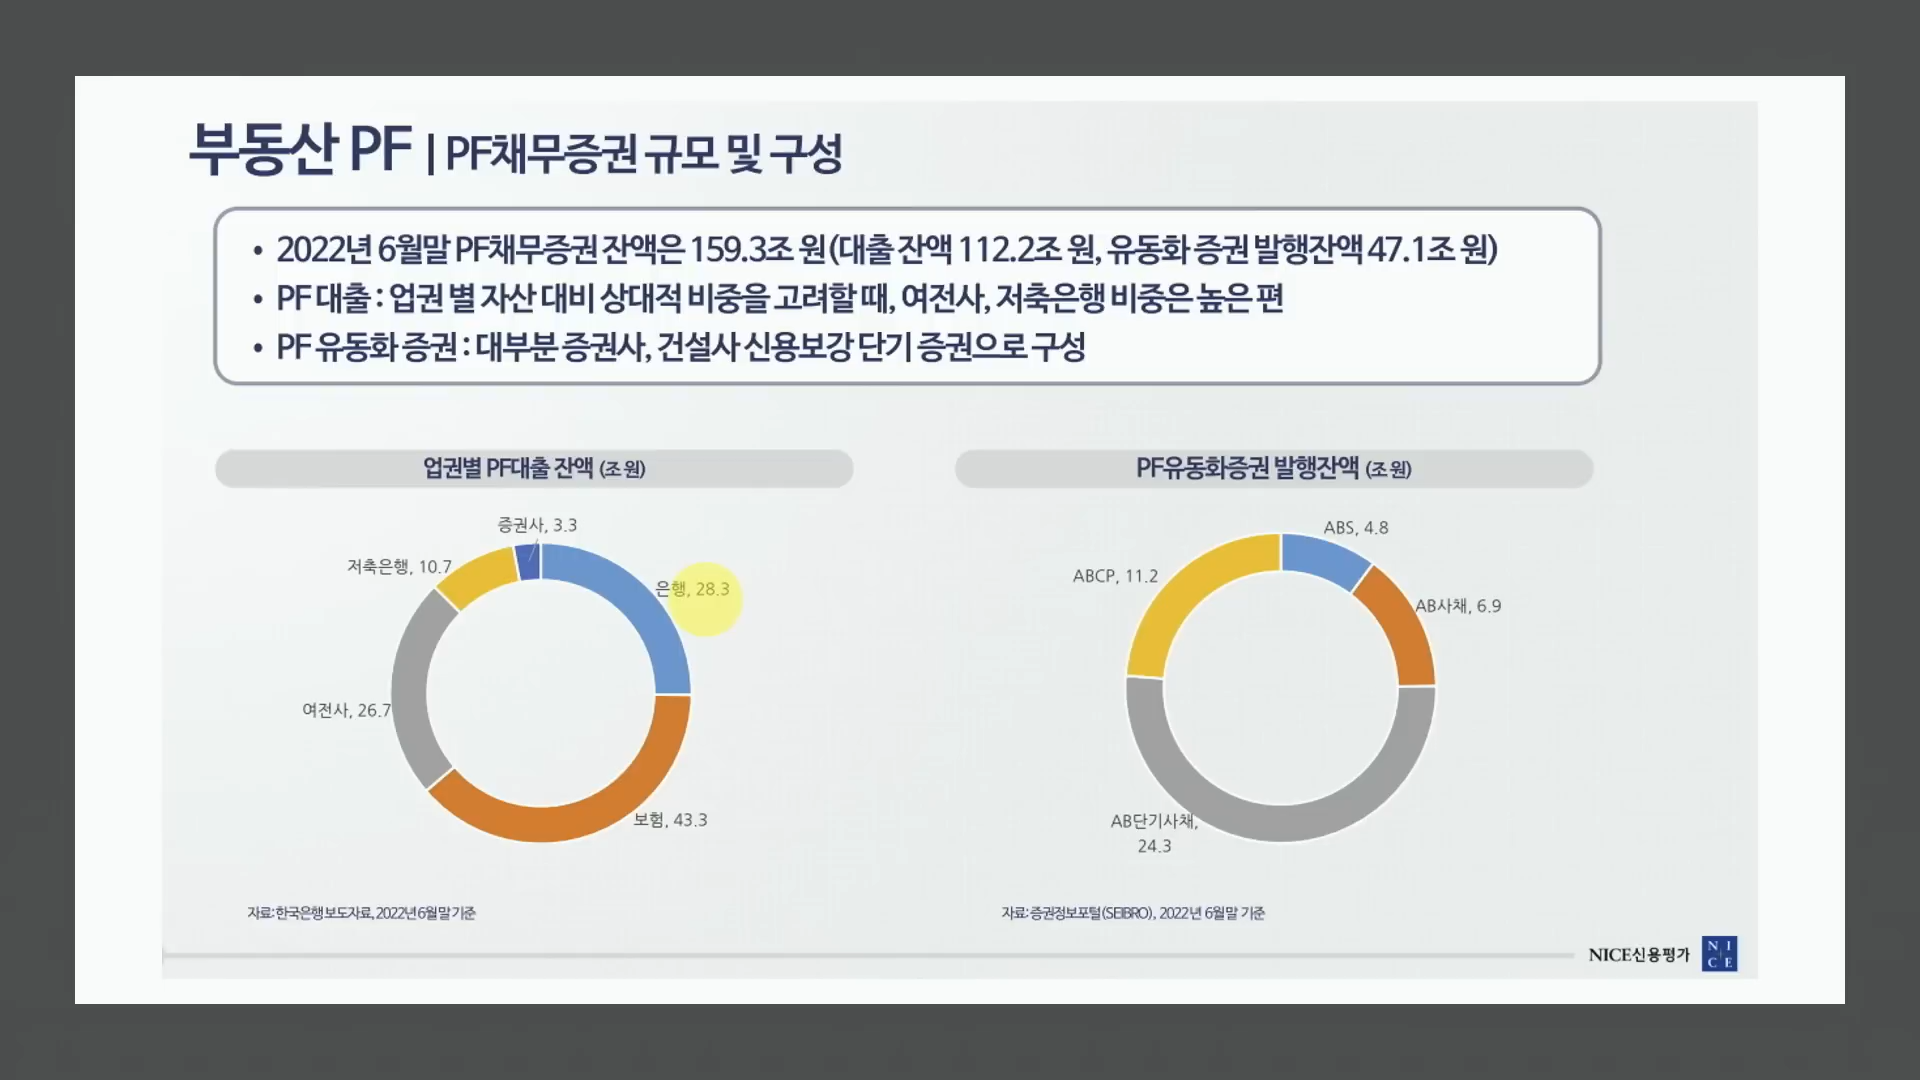 부동산 PF | PF채무증권 규모 및 구성
• 2022년 6월말 PF채무증권 잔액은 159.3조 원(대출 잔액 112.2조 원, 유동화 증권 발행잔액 47.1조 원)
• PF 대출 : 업권 별 자산 대비 상대적 비중을 고려할 때, 여전사, 저축은행 비중은 높은 편
• PF 유동화 증권 : 대부분 증권사, 건설사 신용보강 단기 증권으로 구성
업권별 PF대출 잔액 (조 원)
증권사, 3.3
저축은행, 10.7
은행, 28.3
여전사, 26.7
보험, 43.3
자료: 한국은행 보도자료, 2022년 6월말 기준
PF유동화증권 발행잔액 (조 원)
ABS, 4.8
ABCP, 11.2
AB사채, 6.9
AB단기사채,
24.3
자료: 증권정보포털(SEIBRO), 2022년 6월말 기준
NICE신용평가
N I
C E